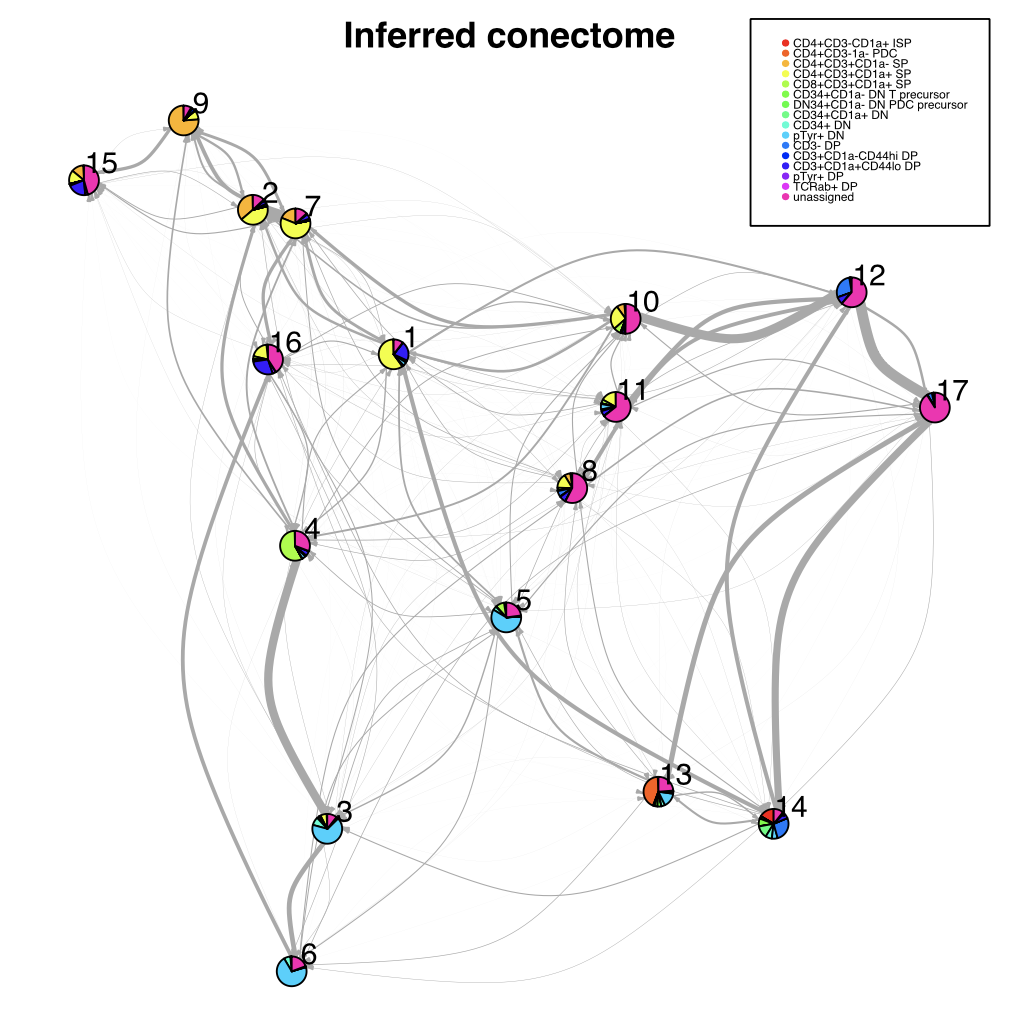 Inferred conectome
CD4+CD3-CD1a+ ISP
CD4+CD3-1a- PDC
CD4+CD3+CD1a- SP
CD4+CD3+CD1a+ SP
CD8+CD3+CD1a+ SP
CD34+CD1a- DN T precursor
DN34+CD1a- DN PDC precursor
CD34+CD1a+ DN
CD34+ DN
pTyr+ DN
CD3- DP
CD3+CD1a-CD44hi DP
CD3+CD1a+CD44lo DP
pTyr+ DP
TCRab+ DP
unassigned
9
15
2
7
12
10
16
1
11
17
8
4
5
13
14
3
6